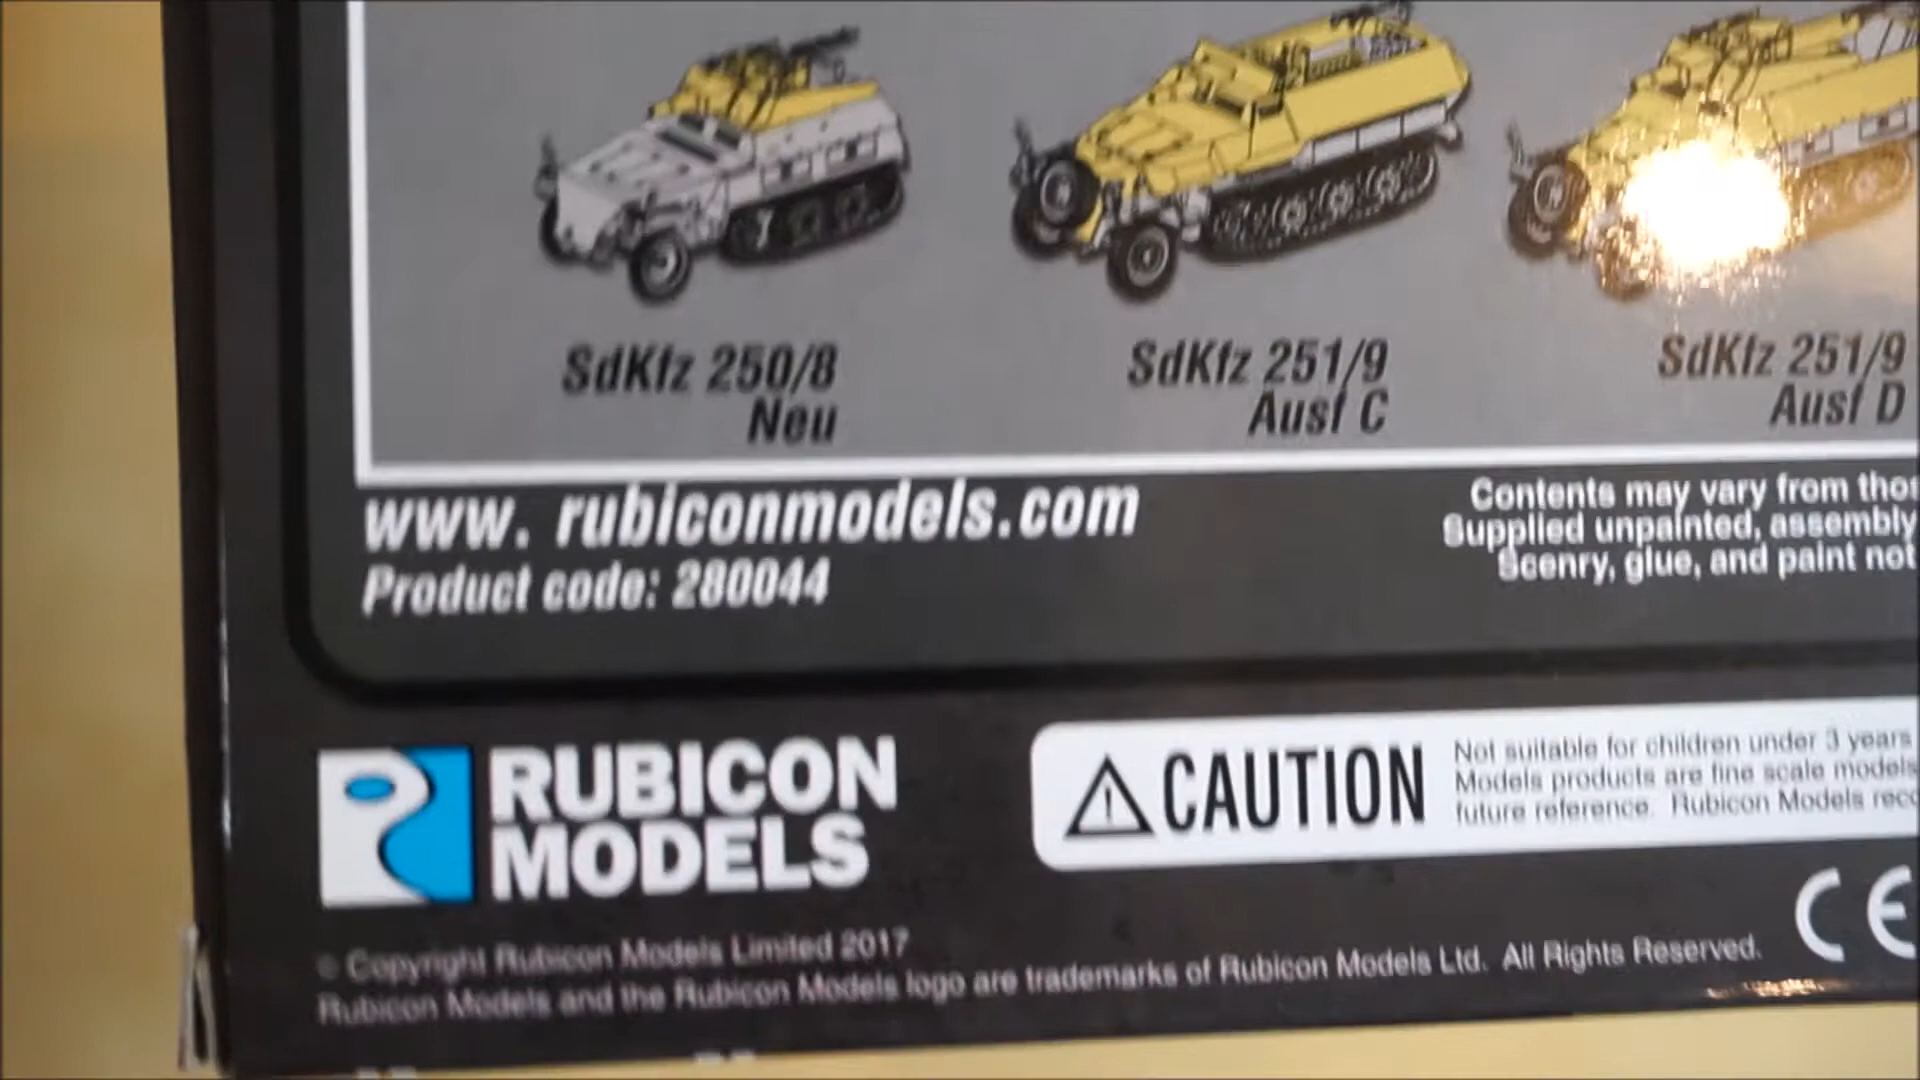 SdKfz 250/8
Neu
SdKfz 251/9
Ausf C
SdKfz 251/9
Ausf D
www. rubiconmodels.com
Product code: 280044
Contents may vary from
Supplied unpainted, assembly
Scenry, glue, and paint not
RUBICON
MODELS
CAUTION
Not suitable for children under 3 years
Models products are fine scale models
future reference. Rubicon Models
CE
© Copyright Rubicon Models Limited 2017
Rubicon Models and the Rubicon Models logo are trademarks of Rubicon Models Ltd. All Rights Reserved.